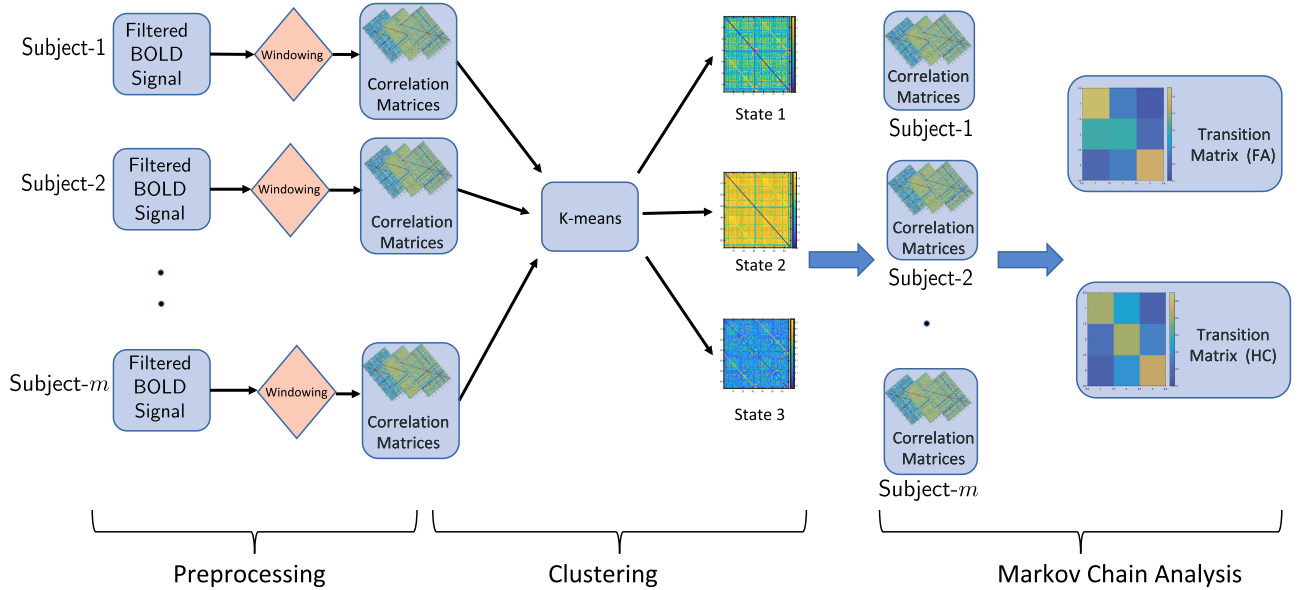 Subject-1
Filtered
BOLD
Signal
Windowing
Correlation
Matrices
Subject-2
Filtered
BOLD
Signal
Windowing
Correlation
Matrices
Subject-m
Filtered
BOLD
Signal
Windowing
Correlation
Matrices
K-means
State 1
State 2
State 3
Correlation
Matrices
Subject-1
Correlation
Matrices
Subject-2
Correlation
Matrices
Subject-m
Transition
Matrix (FA)
Transition
Matrix (HC)
Preprocessing
Clustering
Markov Chain Analysis